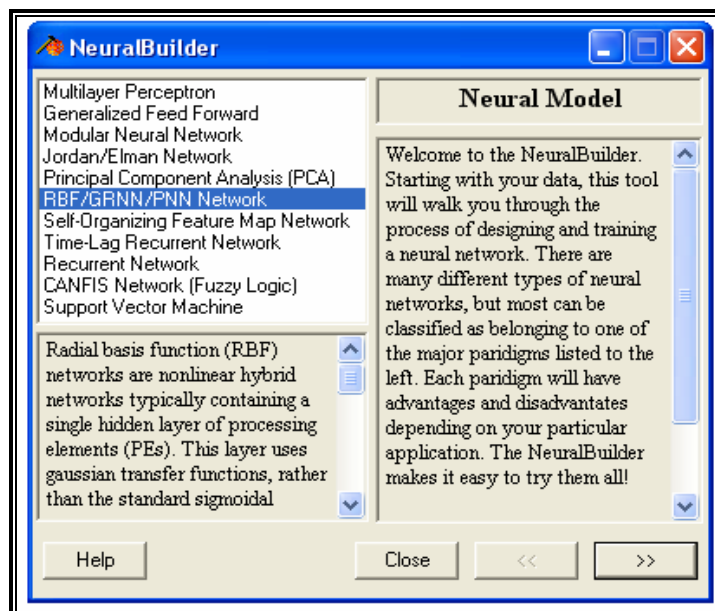 NeuralBuilder
Multilayer Perceptron
Generalized Feed Forward
Modular Neural Network
Jordan/Elman Network
Principal Component Analysis (PCA)
RBF/GRNN/PNN Network
Self-Organizing Feature Map Network
Time-Lag Recurrent Network
Recurrent Network
CANFIS Network (Fuzzy Logic)
Support Vector Machine
Radial basis function (RBF)
networks are nonlinear hybrid
networks typically containing a
single hidden layer of processing
elements (PEs). This layer uses
gaussian transfer functions, rather
than the standard sigmoidal
Neural Model
Welcome to the NeuralBuilder.
Starting with your data, this tool
will walk you through the
process of designing and training
a neural network. There are
many different types of neural
networks, but most can be
classified as belonging to one of
the major paridigms listed to the
left. Each paridigm will have
advantages and disadvantates
depending on your particular
application. The NeuralBuilder
makes it easy to try them all!
Help
Close
<<
>>